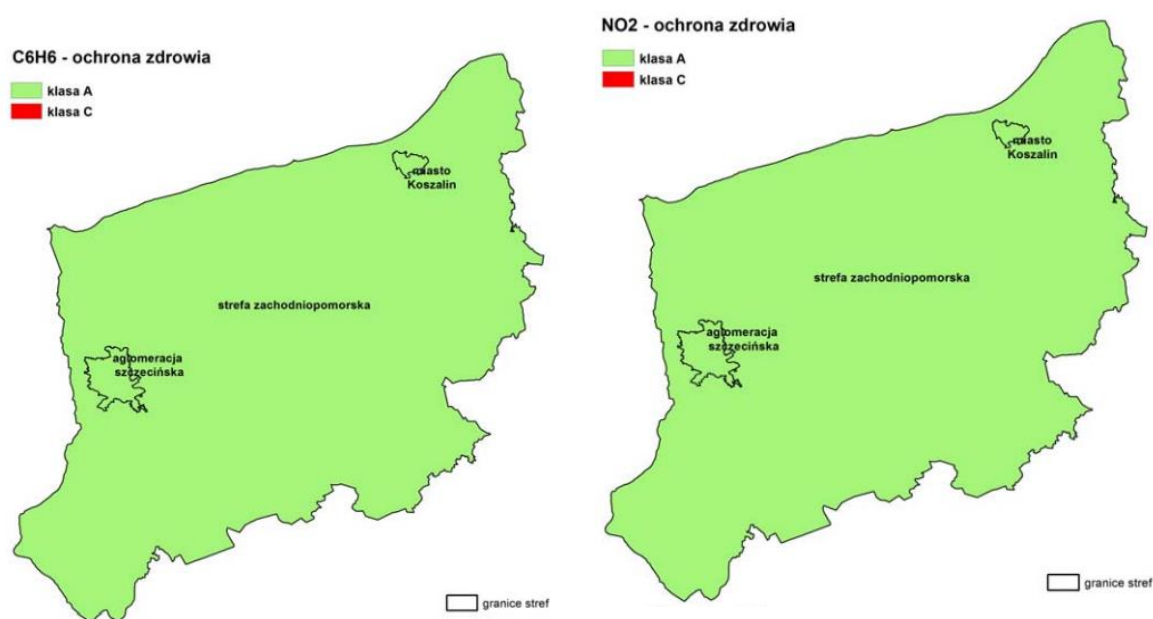 C6H6 - ochrona zdrowia
klasa A
klasa C
miasto
Koszalin
strefa zachodniopomorska
aglomeracja
szczecińska
granice stref
NO2 - ochrona zdrowia
klasa A
klasa C
miasto
Koszalin
strefa zachodniopomorska
aglomeracja
szczecińska
granice stref